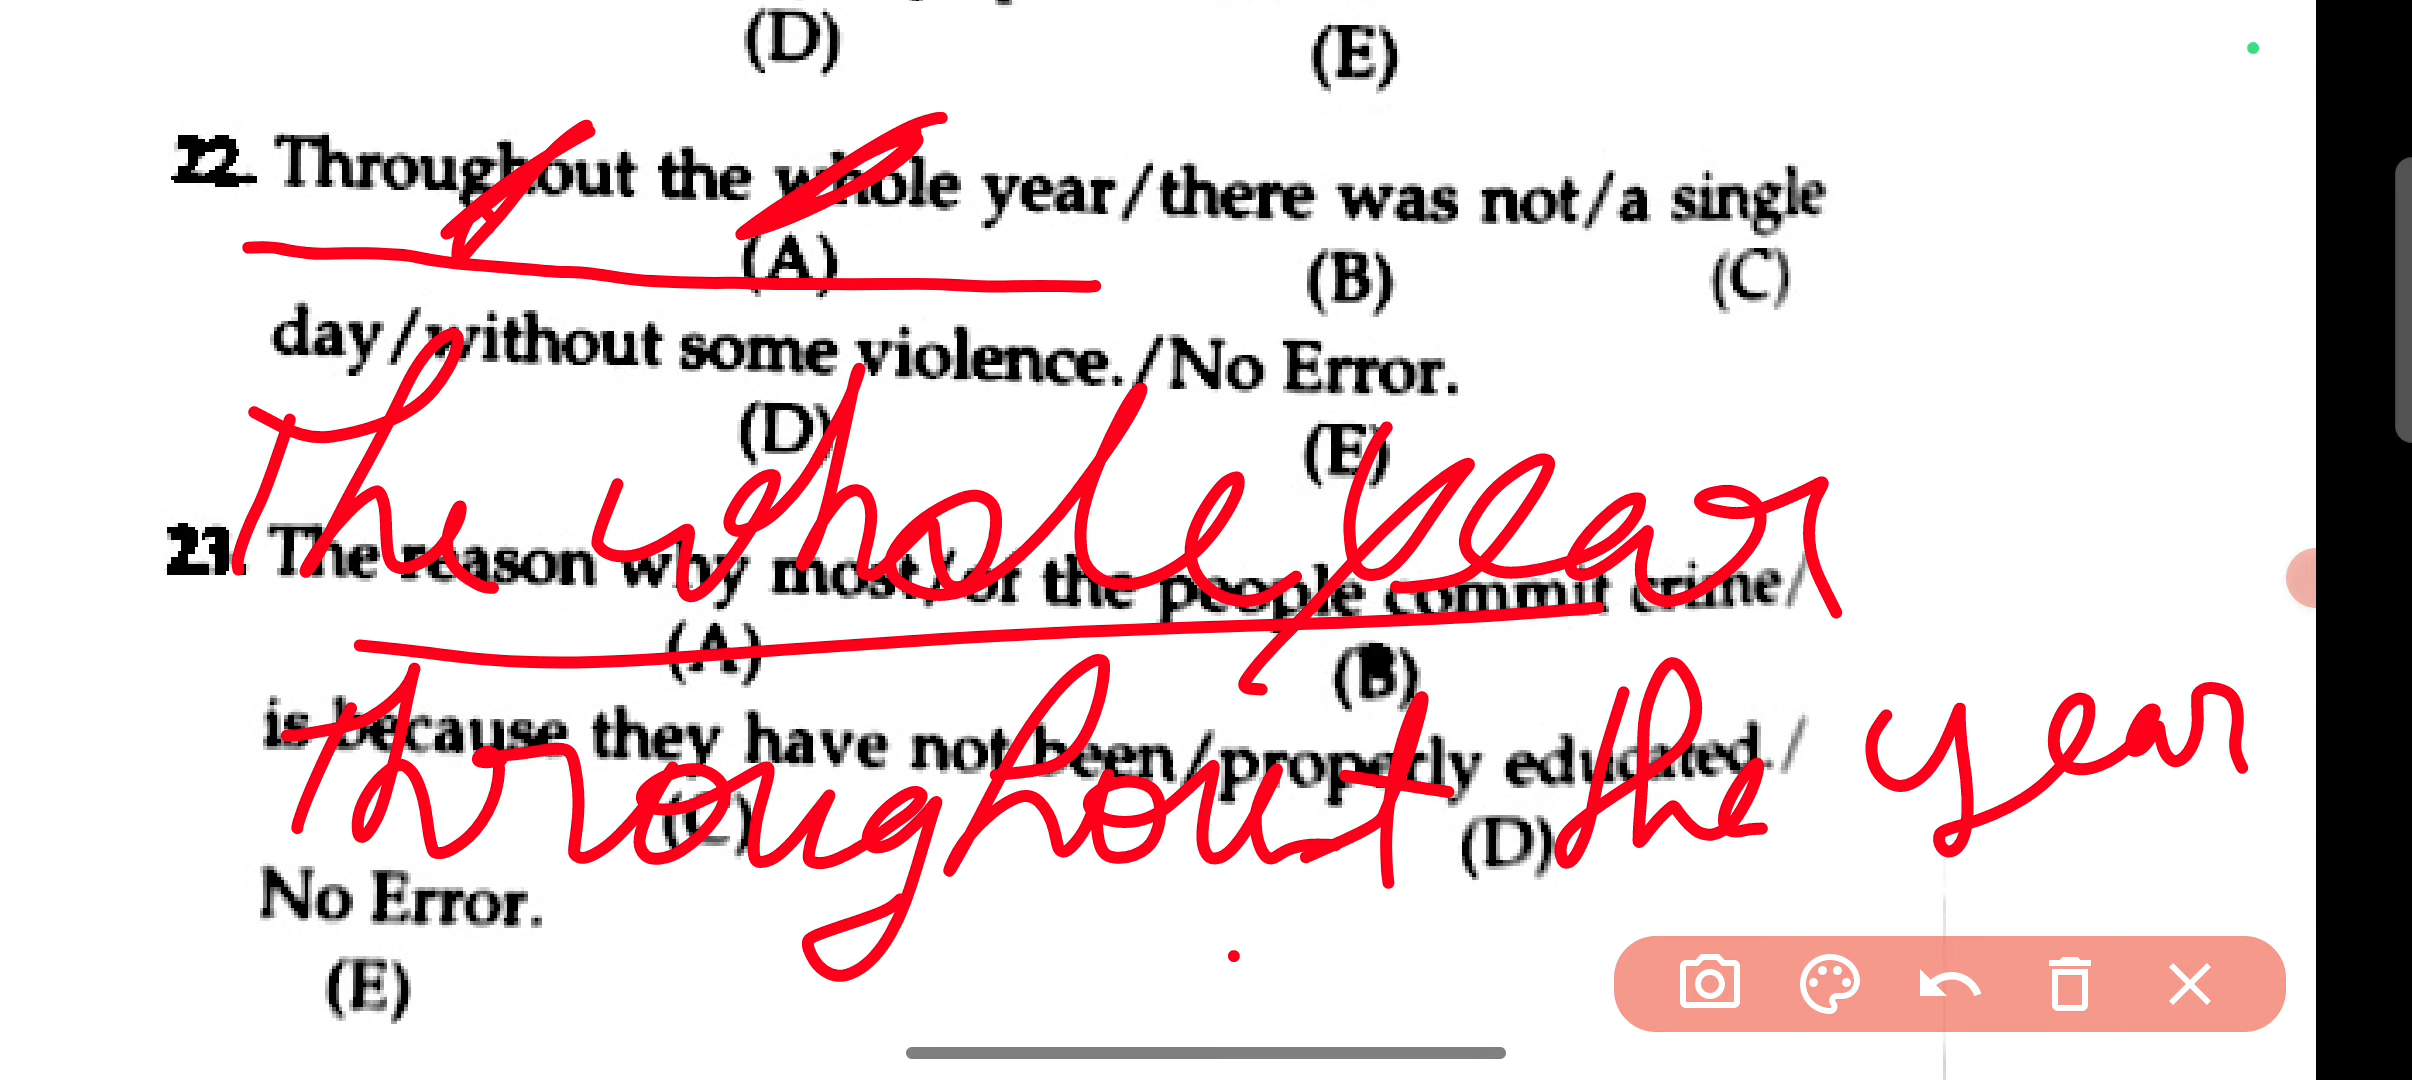 (D) (E)
22. Throughout the whole year/there was not/a single
(A) (B) (C)
day/without some violence./No Error.
(D) (E)
The whole year
23. The reason why most/of the people commit crime/
(A) (B)
Throughout the year
is because they have not been/properly educated./
(C) (D)
No Error.
(E)